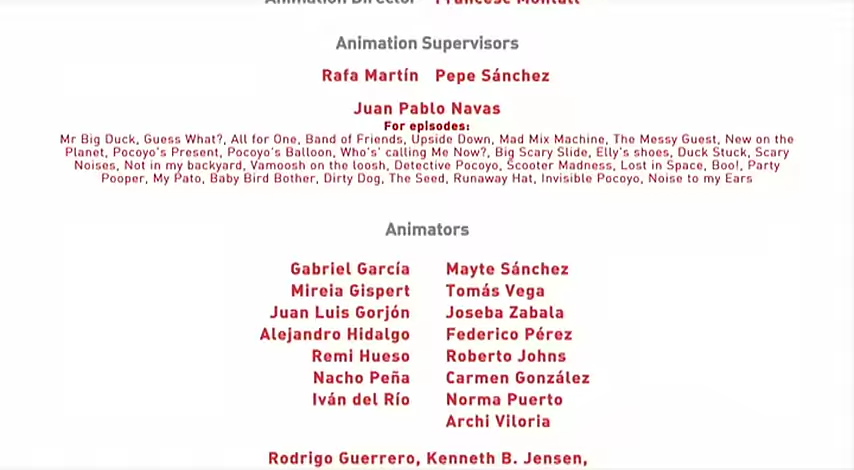 Animation Director Francesc Montall
Animation Supervisors
Rafa Martín Pepe Sánchez
Juan Pablo Navas
For episodes:
Mr Big Duck, Guess What?, All for One, Band of Friends, Upside Down, Mad Mix Machine, The Messy Guest, New on the
Planet, Pocoyo's Present, Pocoyo's Balloon, Who's' calling Me Now?, Big Scary Slide, Elly's shoes, Duck Stuck, Scary
Noises, Not in my backyard, Vamoosh on the loosh, Detective Pocoyo, Scooter Madness, Lost in Space, Boo!, Party
Pooper, My Pato, Baby Bird Bother, Dirty Dog, The Seed, Runaway Hat, Invisible Pocoyo, Noise to my Ears
Animators
Gabriel García Mayte Sánchez
Mireia Gispert Tomás Vega
Juan Luis Gorjón Joseba Zabala
Alejandro Hidalgo Federico Pérez
Remi Hueso Roberto Johns
Nacho Peña Carmen González
Iván del Río Norma Puerto
Archi Viloria
Rodrigo Guerrero, Kenneth B. Jensen,